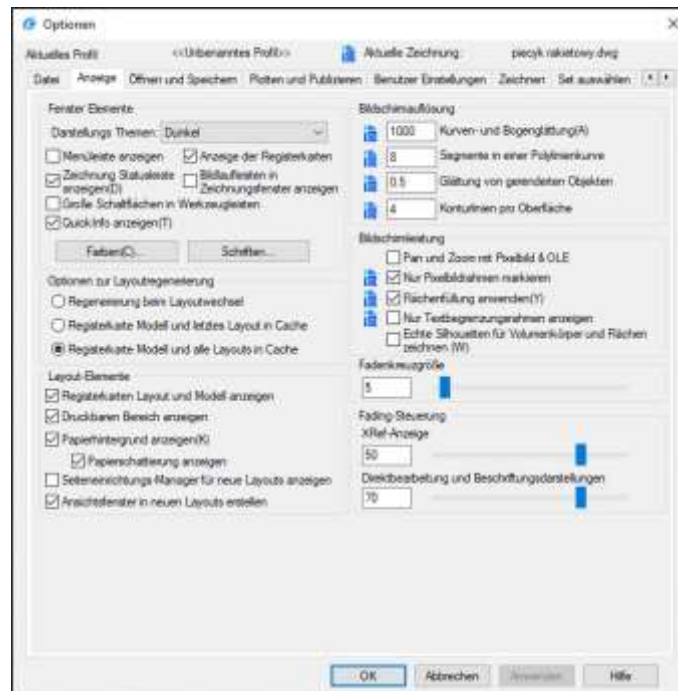 Optionen
Aktuelles Profil: <<Unbenanntes Profil>> Aktuelle Zeichnung: piecyk rakietowy.dwg
Datei Anzeige Öffnen und Speichern Plotten und Publizieren Benutzer Einstellungen Zeichnen Set auswählen
Fenster Elemente
Darstellungs Themen: Dunkel
Menüleiste anzeigen Anzeige der Registerkarten
Zeichnung Statusleiste anzeigen(D)
Bildlaufleisten in Zeichnungsfenster anzeigen
Große Schaltflächen in Werkzeugleisten
QuickInfo anzeigen(T)
Farben(C)... Schriften...
Optionen zur Layoutregenerierung
Regenerierung beim Layoutwechsel
Registerkarte Modell und letztes Layout in Cache
Registerkarte Modell und alle Layouts in Cache
Layout-Elemente
Registerkarten Layout und Modell anzeigen
Druckbaren Bereich anzeigen
Papierhintergrund anzeigen(K)
Papierschattierung anzeigen
Seiteneinrichtungs-Manager für neue Layouts anzeigen
Ansichtsfenster in neuen Layouts erstellen
Bildschirmauflösung
1000 Kurven- und Bogenglättung(A)
8 Segmente in einer Polylinienkurve
0.5 Glättung von gerenderten Objekten
4 Konturlinien pro Oberfläche
Bildschirmleistung
Pan und Zoom mit Pixelbild & OLE
Nur Pixelbildrahmen markieren
Flächenfüllung anwenden(Y)
Nur Textbegrenzungsrahmen anzeigen
Echte Silhouetten für Volumenkörper und Flächen
zeichnen (W)
Fadenkreuzgröße
5
Fading-Steuerung
XRef-Anzeige
50
Direktbearbeitung und Beschriftungsdarstellungen
70
OK Abbrechen Anwenden Hilfe